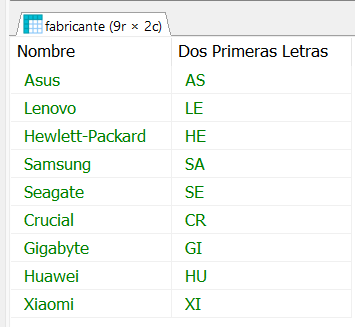 fabricante (9r × 2c)
Nombre Dos Primeras Letras
Asus AS
Lenovo LE
Hewlett-Packard HE
Samsung SA
Seagate SE
Crucial CR
Gigabyte GI
Huawei HU
Xiaomi XI